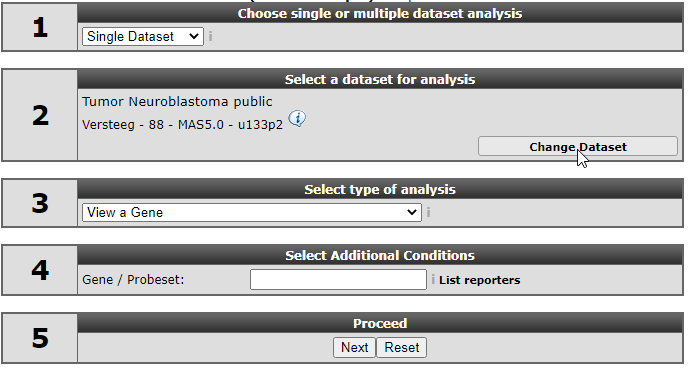 1
Choose single or multiple dataset analysis
Single Dataset i
2
Select a dataset for analysis
Tumor Neuroblastoma public
Versteeg - 88 - MAS5.0 - u133p2 i
Change Dataset
3
Select type of analysis
View a Gene i
4
Select Additional Conditions
Gene / Probeset: i List reporters
5
Proceed
Next Reset